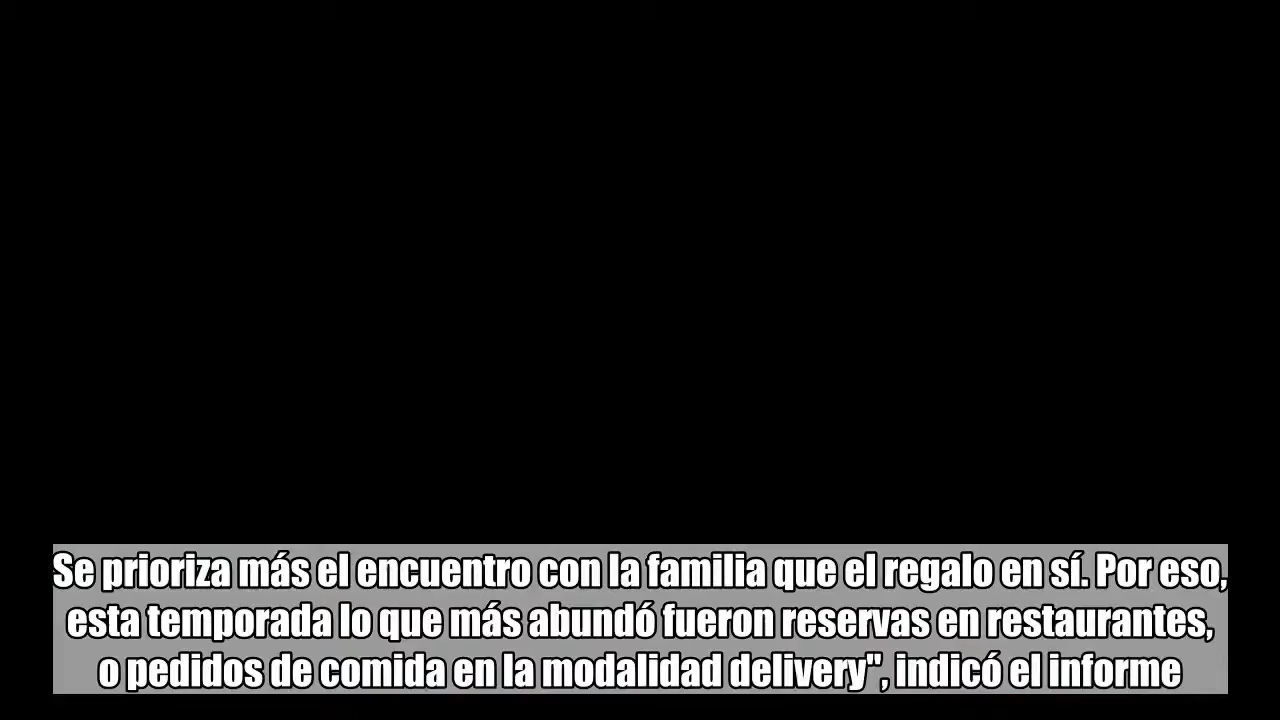 Se prioriza más el encuentro con la familia que el regalo en sí. Por eso,
esta temporada lo que más abundó fueron reservas en restaurantes,
o pedidos de comida en la modalidad delivery", indicó el informe